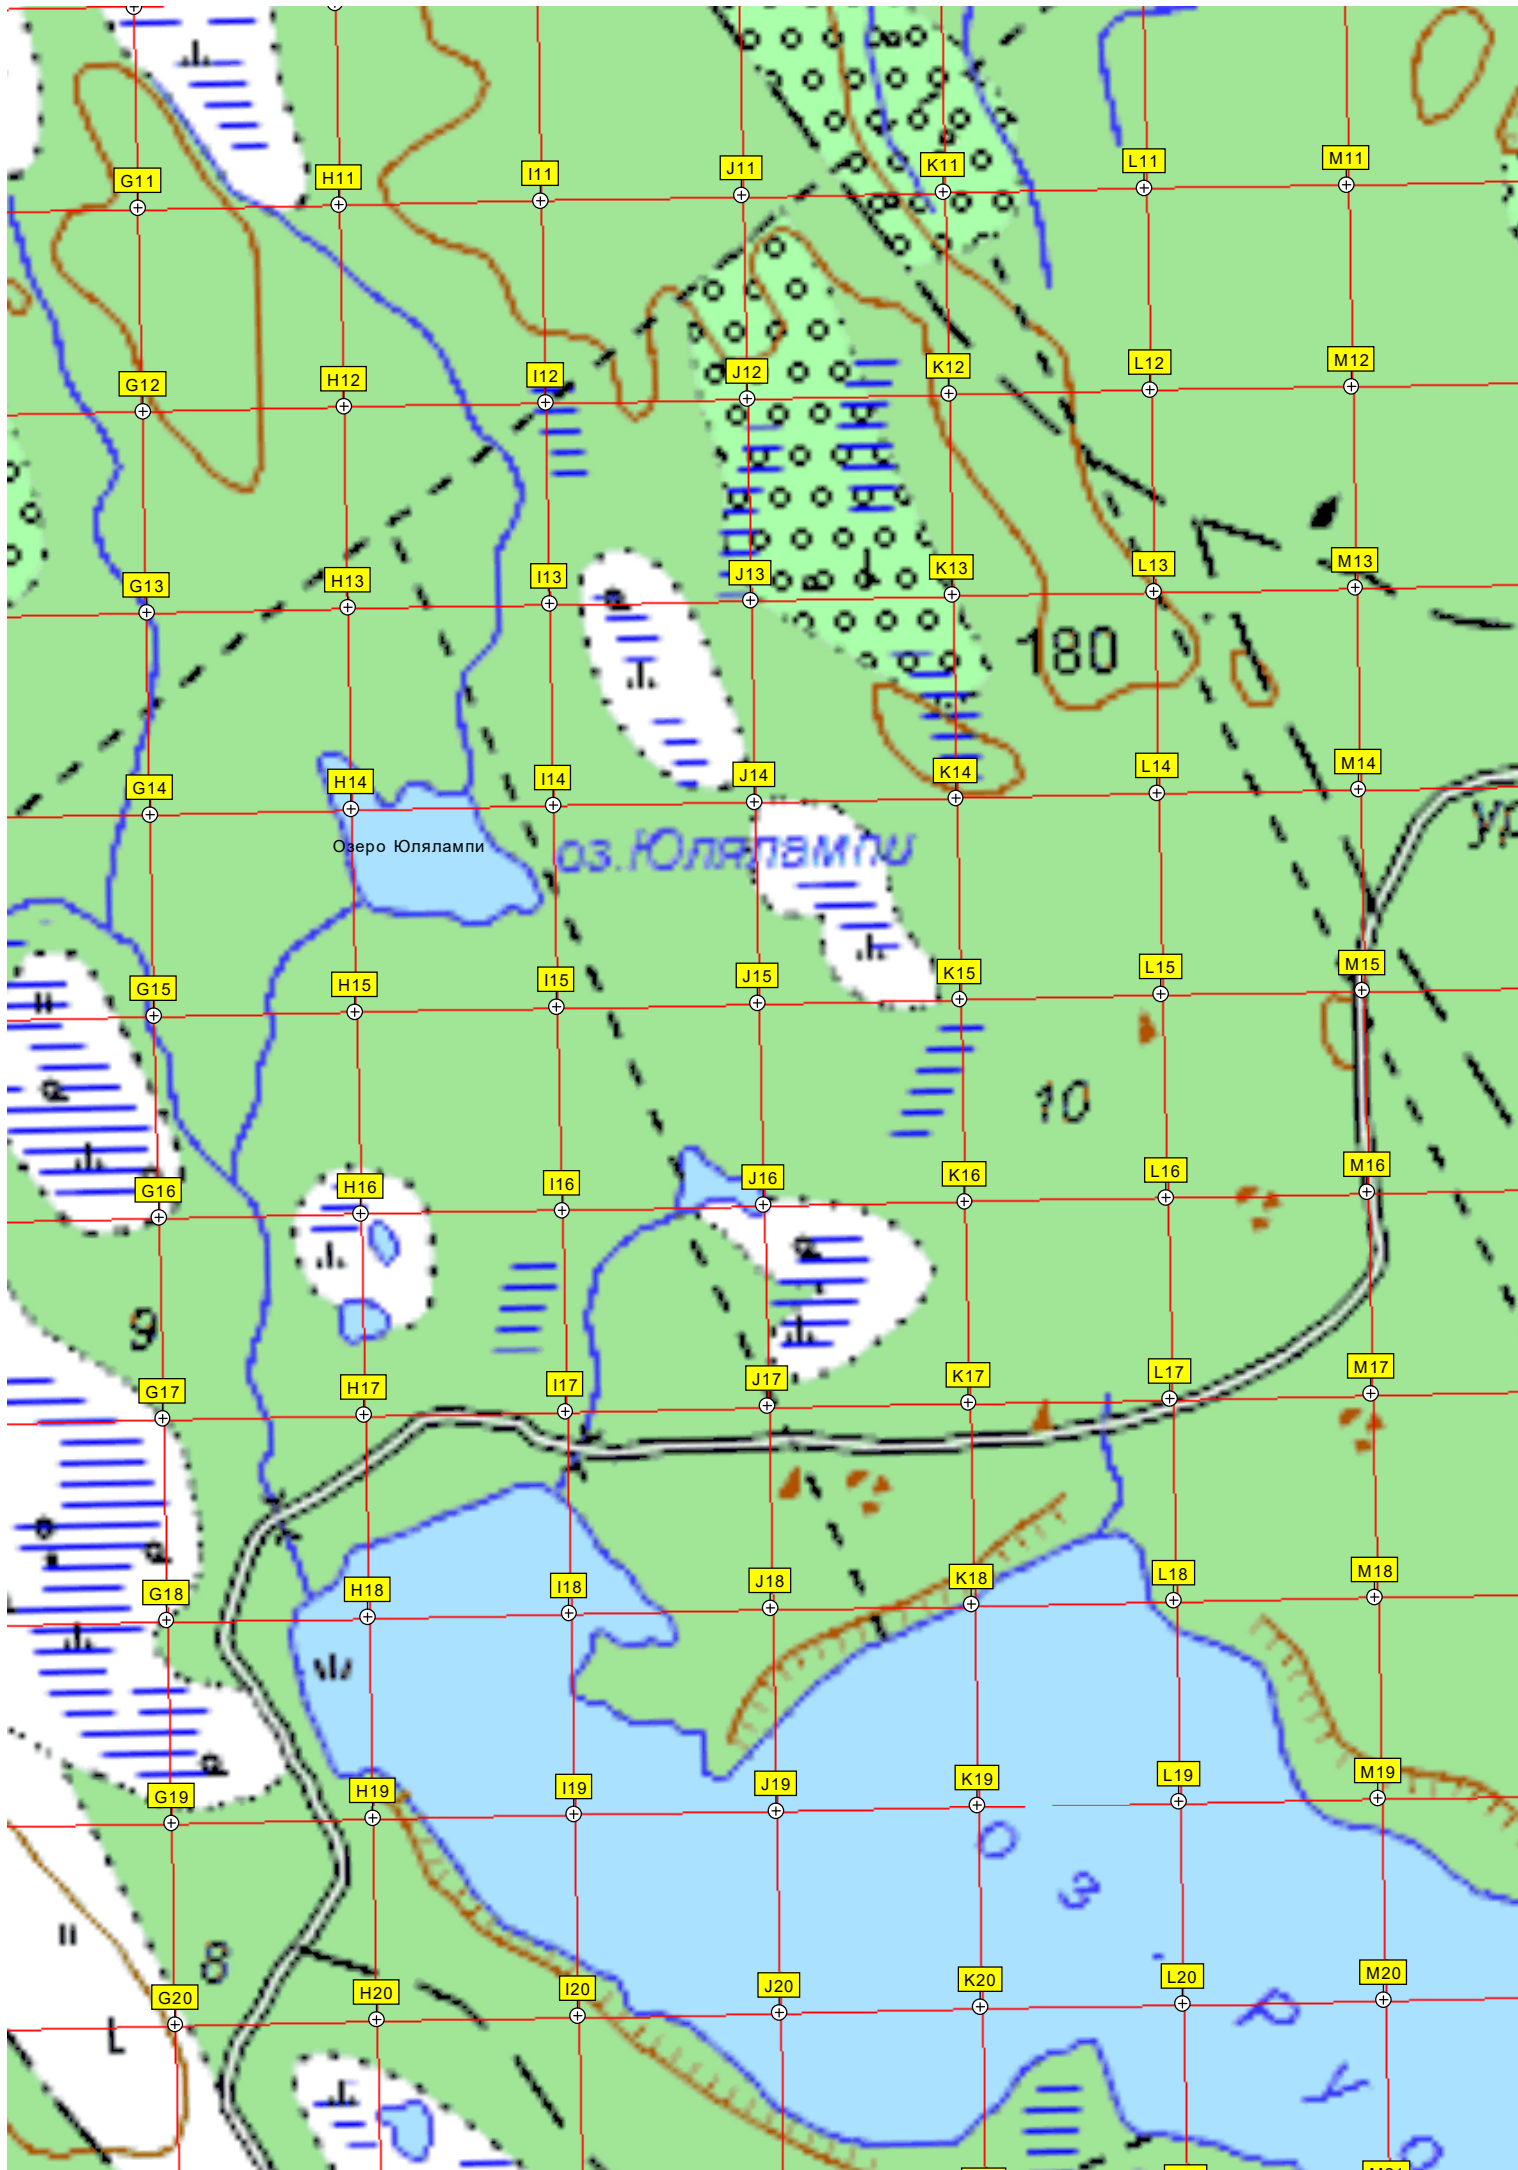 G11 H11 I11 J11 K11 L11 M11
G12 H12 I12 J12 K12 L12 M12
G13 H13 I13 J13 K13 L13 M13
180
G14 H14 I14 J14 K14 L14 M14
ур
Озеро Юлялампи
оз.Юлялампи
G15 H15 I15 J15 K15 L15 M15
10
G16 H16 I16 J16 K16 L16 M16
9
G17 H17 I17 J17 K17 L17 M17
G18 H18 I18 J18 K18 L18 M18
G19 H19 I19 J19 K19 L19 M19
о
з
.
8
G20 H20 I20 J20 K20 L20 M20
Р
у
о